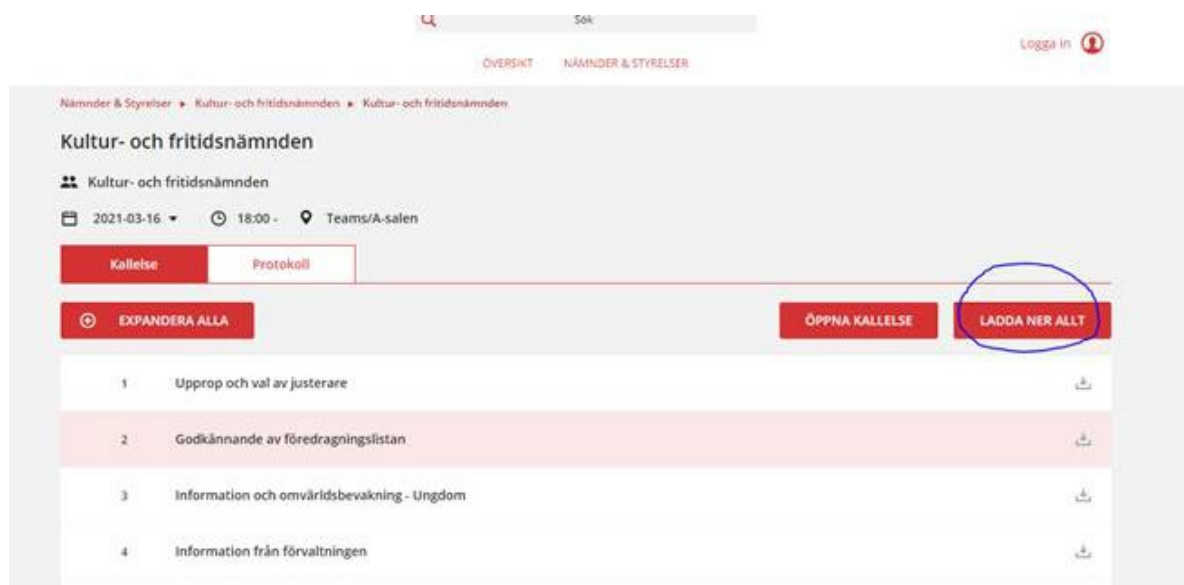 Sök
Logga in
ÖVERSIKT NÄMNDER & STYRELSER
Nämnder & Styrelser ▸ Kultur- och fritidsnämnden ▸ Kultur- och fritidsnämnden
Kultur- och fritidsnämnden
Kultur- och fritidsnämnden
2021-03-16 18:00 - Teams/A-salen
Kallelse Protokoll
EXPANDERA ALLA ÖPPNA KALLELSE LADDA NER ALLT
1 Upprop och val av justerare
2 Godkännande av föredragningslistan
3 Information och omvärldsbevakning - Ungdom
4 Information från förvaltningen